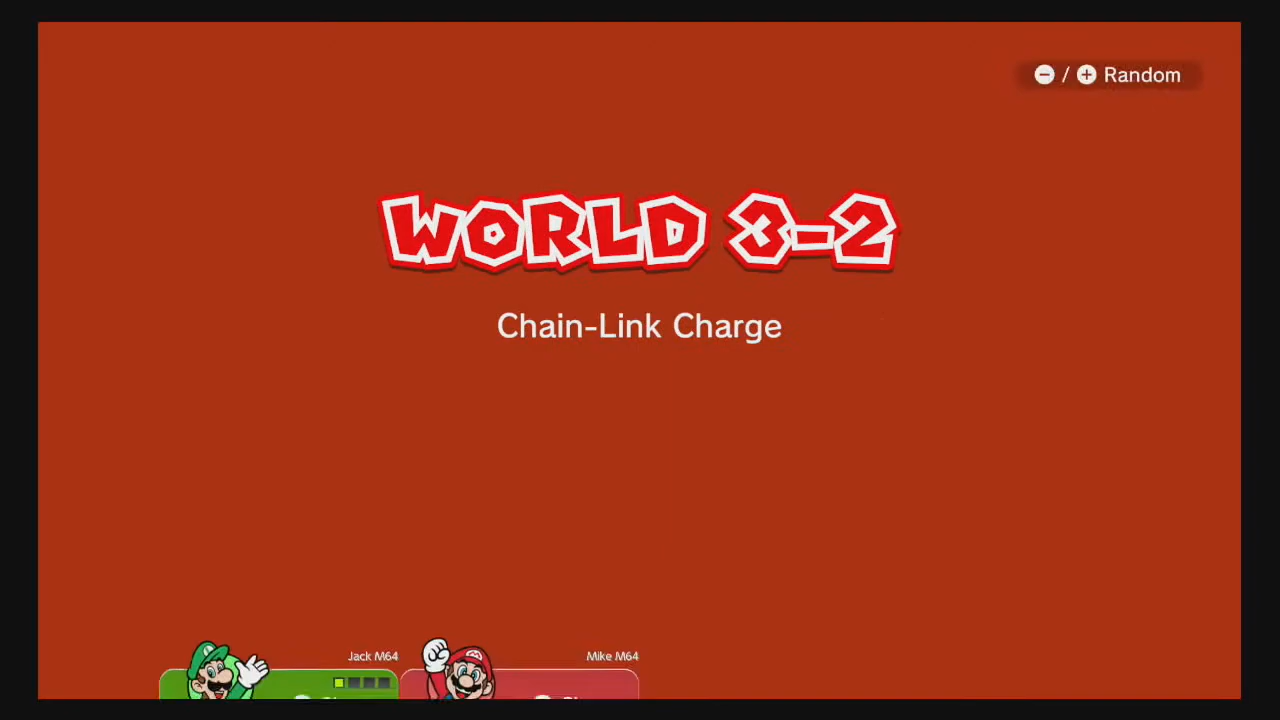 ⊖ / ⊕ Random
WORLD 3-2
Chain-Link Charge
Jack M64
Mike M64